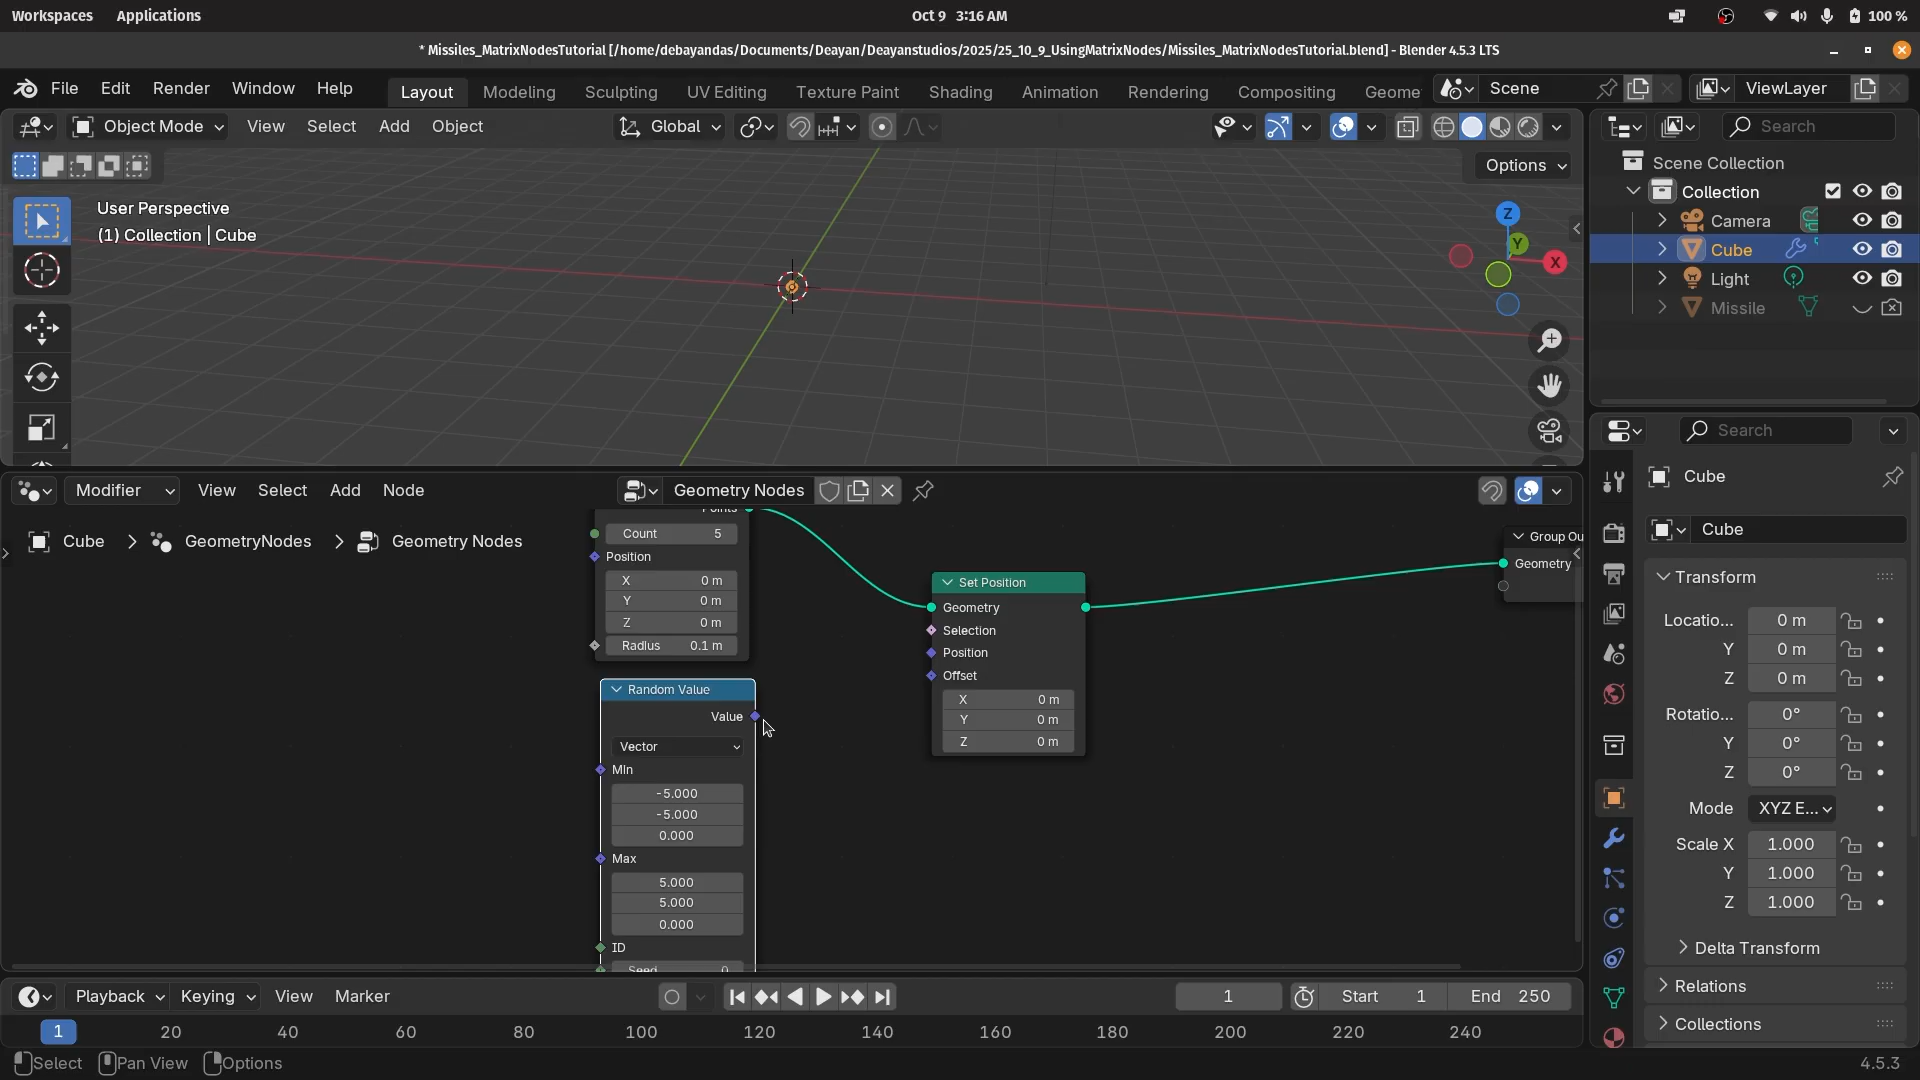 Workspaces Applications Oct 9 3:16 AM 100 %
* Missiles_MatrixNodesTutorial [/home/debayandas/Documents/Deayan/Deayanstudios/2025/25_10_9_UsingMatrixNodes/Missiles_MatrixNodesTutorial.blend] - Blender 4.5.3 LTS
File Edit Render Window Help Layout Modeling Sculpting UV Editing Texture Paint Shading Animation Rendering Compositing Geome Scene ViewLayer
Object Mode View Select Add Object Global Search
Options
User Perspective
(1) Collection | Cube
Z
Y
X
Scene Collection
Collection
Camera
Cube
Light
Missile
Modifier View Select Add Node Geometry Nodes
Cube > GeometryNodes > Geometry Nodes
Points
Count 5
Position
X 0 m
Y 0 m
Z 0 m
Radius 0.1 m
Random Value
Value
Vector
Min
-5.000
-5.000
0.000
Max
5.000
5.000
0.000
ID
Seed 0
Set Position
Geometry
Selection
Position
Offset
X 0 m
Y 0 m
Z 0 m
Group Ou
Geometry
Search
Cube
Cube
Transform
Locatio... 0 m
Y 0 m
Z 0 m
Rotatio... 0°
Y 0°
Z 0°
Mode XYZ E...
Scale X 1.000
Y 1.000
Z 1.000
Delta Transform
Relations
Collections
Playback Keying View Marker 1 Start 1 End 250
1 20 40 60 80 100 120 140 160 180 200 220 240
Select Pan View Options 4.5.3